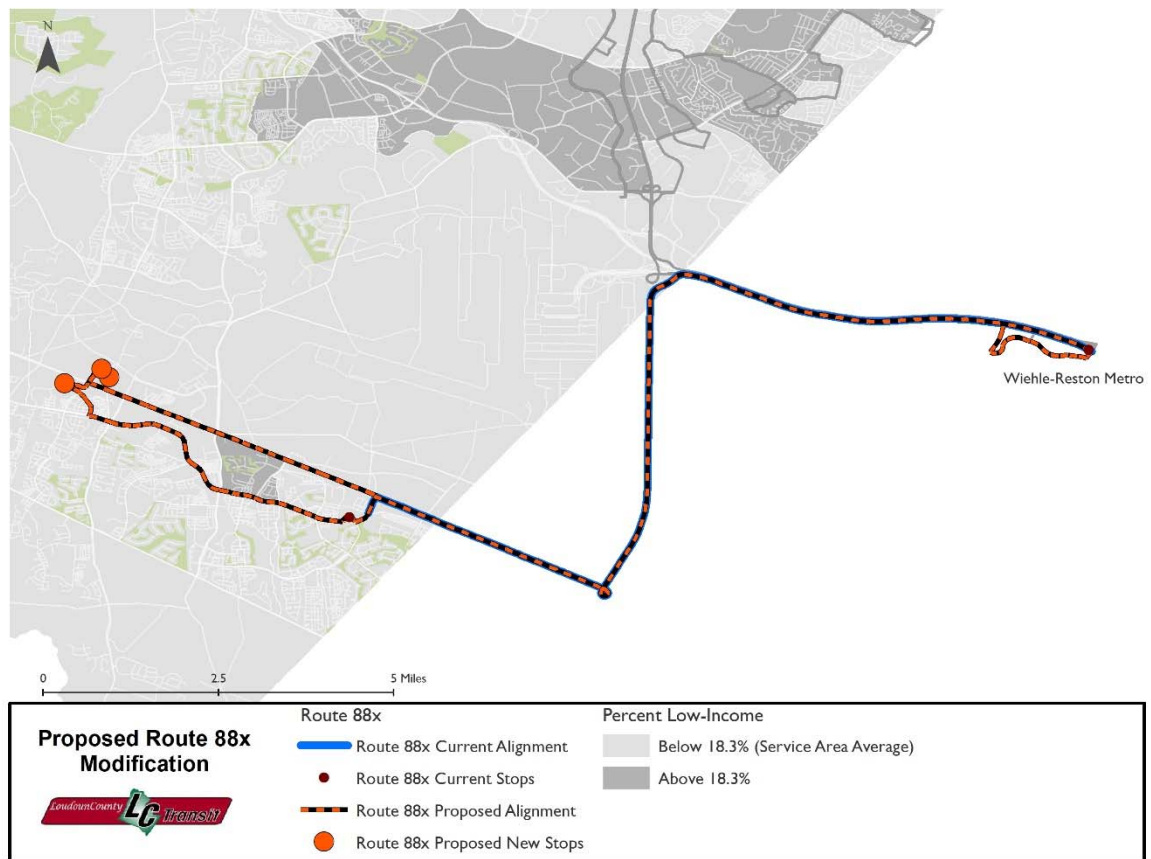 N
Wiehle-Reston Metro
0 2.5 5 Miles
Proposed Route 88x
Modification
LoudounCounty LC Transit
Route 88x
Route 88x Current Alignment
Route 88x Current Stops
Route 88x Proposed Alignment
Route 88x Proposed New Stops
Percent Low-Income
Below 18.3% (Service Area Average)
Above 18.3%